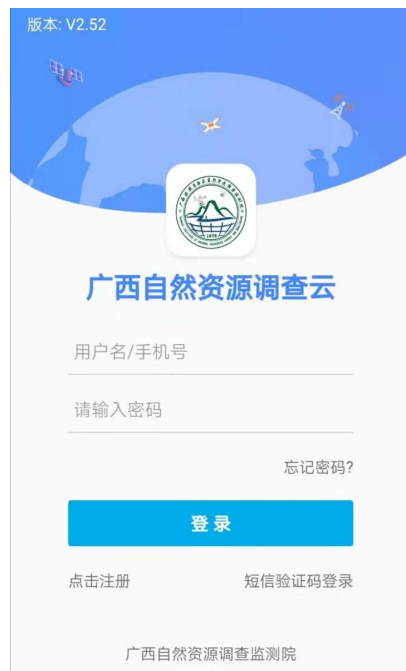 版本: V2.52
1979
广西自然资源调查云
用户名/手机号
请输入密码
忘记密码?
登 录
点击注册
短信验证码登录
广西自然资源调查监测院